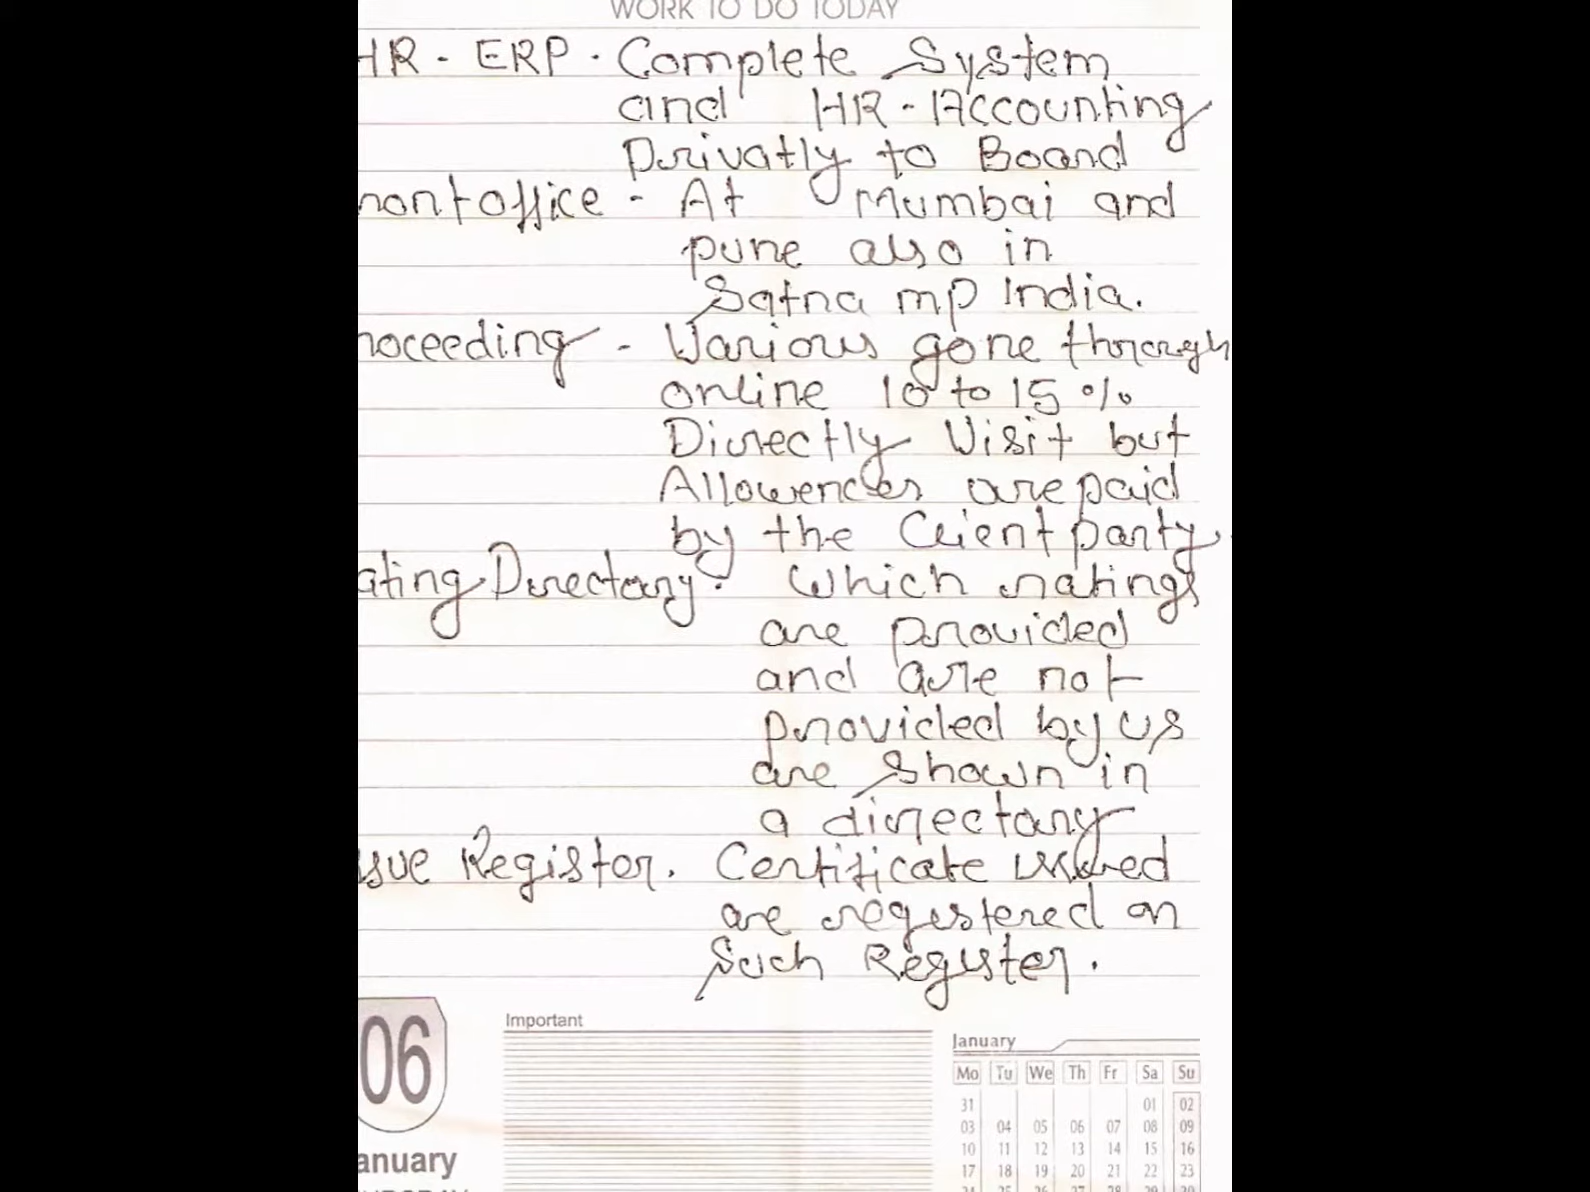 WORK TO DO TODAY
HR - ERP. Complete System
and HR - Accounting
Privatly to Board
rontoffice - At Mumbai and
pune also in
Satna mp India.
roceeding - Various gone thorough
online 10 to 15 %
Directly Visit but
Allowences are paid
by the Client party.
ating Directory. Which ratings
are provided
and are not
provided by us
are shown in
a directory
ssue Register. Certificate issued
are registered on
Such Register.
06
anuary
Important
January
Mo Tu We Th Fr Sa Su
31 01 02
03 04 05 06 07 08 09
10 11 12 13 14 15 16
17 18 19 20 21 22 23